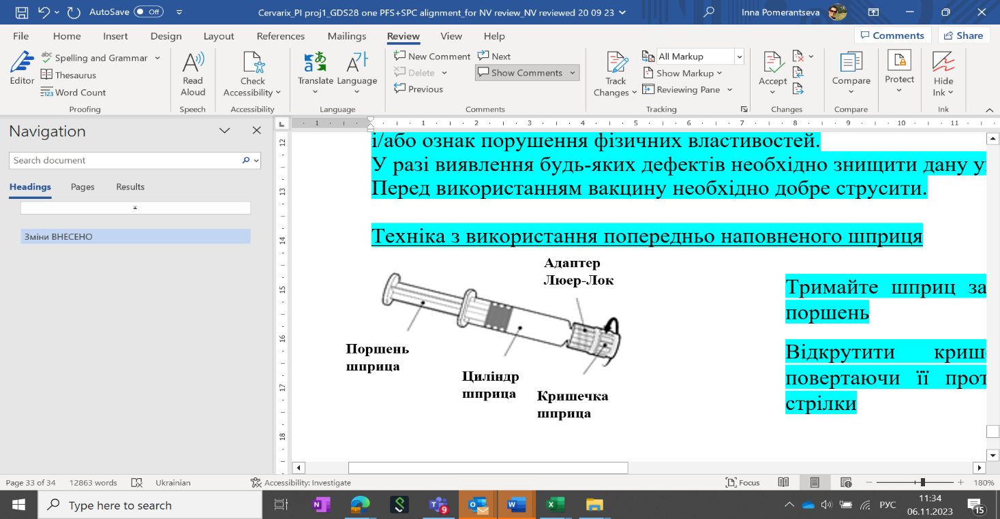 AutoSave Off
Cervarix_PI proj1_GDS28 one PFS+SPC alignment_for NV review_NV reviewed 20 09 23
Inna Pomerantseva
File Home Insert Design Layout References Mailings Review View Help
Comments Share
Editor
abc Spelling and Grammar
Thesaurus
123 Word Count
Proofing
Read
Aloud
Speech
Check
Accessibility
Accessibility
Translate
Language
Language
New Comment
Delete
Previous
Next
Show Comments
Comments
Track
Changes
All Markup
Show Markup
Reviewing Pane
Tracking
Accept
Changes
Compare
Compare
Protect
Hide
Ink
Ink
Navigation
Search document
Headings Pages Results
Зміни ВНЕСЕНО
1 1 2 3 4 5 6 7 8 9 10 11
12
13
14
15
16
17
18
і/або ознак порушення фізичних властивостей.
У разі виявлення будь-яких дефектів необхідно знищити дану
Перед використанням вакцину необхідно добре струсити.
Техніка з використання попередньо наповненого шприца
Адаптер
Люер-Лок
Поршень
шприца
Циліндр
шприца
Кришечка
шприца
Тримайте шприц за
поршень
Відкрутити
повертаючи її
стрілки
Page 33 of 34 12863 words Ukrainian Accessibility: Investigate Focus 180%
Type here to search
9
РУС
11:34
06.11.2023
15